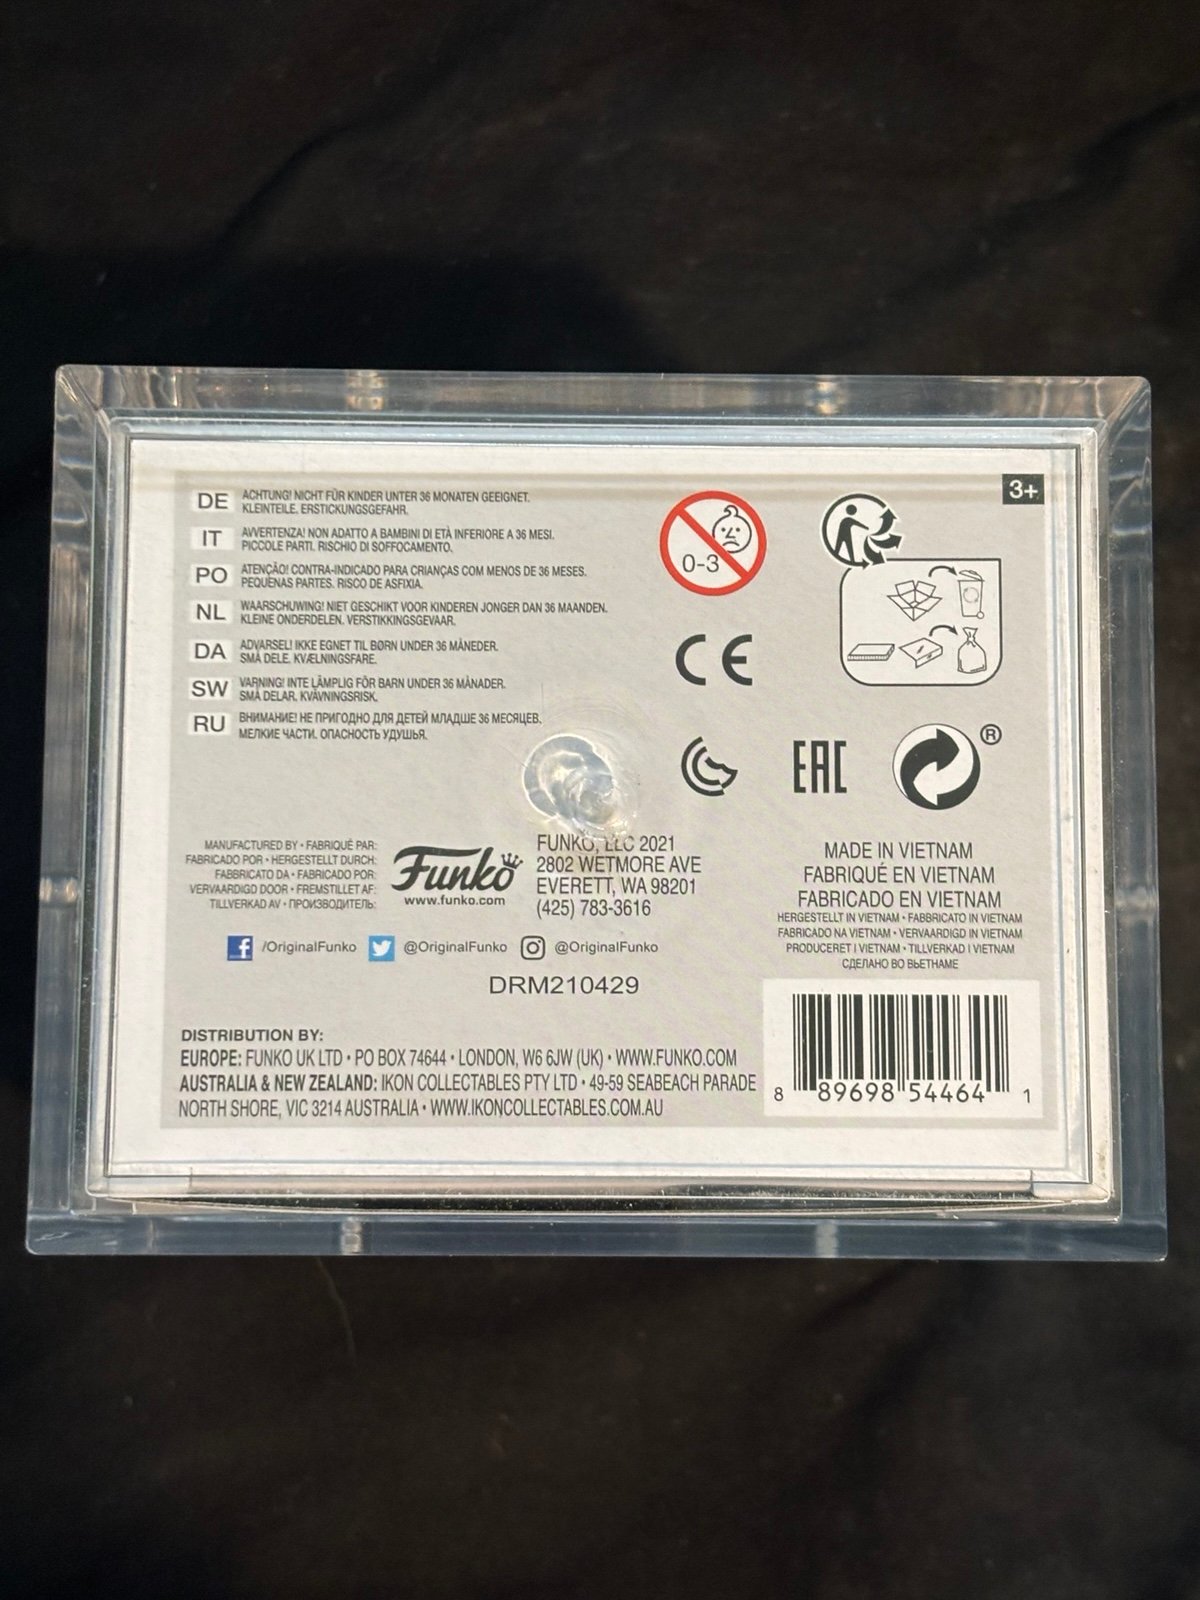 3+
DE ACHTUNG! NICHT FÜR KINDER UNTER 36 MONATEN GEEIGNET.
KLEINTEILE. ERSTICKUNGSGEFAHR.
IT AVVERTENZA! NON ADATTO A BAMBINI DI ETÀ INFERIORE A 36 MESI.
PICCOLE PARTI. RISCHIO DI SOFFOCAMENTO.
PO ATENÇÃO! CONTRA-INDICADO PARA CRIANÇAS COM MENOS DE 36 MESES.
PEQUENAS PARTES. RISCO DE ASFIXIA.
NL WAARSCHUWING! NIET GESCHIKT VOOR KINDEREN JONGER DAN 36 MAANDEN.
KLEINE ONDERDELEN. VERSTIKKINGSGEVAAR.
DA ADVARSEL! IKKE EGNET TIL BØRN UNDER 36 MÅNEDER.
SMÅ DELE. KVÆLNINGSFARE.
SW VARNING! INTE LÄMPLIG FÖR BARN UNDER 36 MÅNADER.
SMÅ DELAR. KVÄVNINGSRISK.
RU ВНИМАНИЕ! НЕ ПРИГОДНО ДЛЯ ДЕТЕЙ МЛАДШЕ 36 МЕСЯЦЕВ.
МЕЛКИЕ ЧАСТИ. ОПАСНОСТЬ УДУШЬЯ.
0-3
CE
EAC
®
MANUFACTURED BY • FABRIQUÉ PAR:
FABRICADO POR • HERGESTELLT DURCH:
FABBRICATO DA • FABRICADO POR:
VERVAARDIGD DOOR • FREMSTILLET AF:
TILLVERKAD AV • ПРОИЗВОДИТЕЛЬ:
Funko
www.funko.com
FUNKO, LLC 2021
2802 WETMORE AVE
EVERETT, WA 98201
(425) 783-3616
/OriginalFunko @OriginalFunko @OriginalFunko
DRM210429
MADE IN VIETNAM
FABRIQUÉ EN VIETNAM
FABRICADO EN VIETNAM
HERGESTELLT IN VIETNAM • FABBRICATO IN VIETNAM
FABRICADO NA VIETNAM • VERVAARDIGD IN VIETNAM
PRODUCERET I VIETNAM • TILLVERKAD I VIETNAM
СДЕЛАНО ВО ВЬЕТНАМЕ
DISTRIBUTION BY:
EUROPE: FUNKO UK LTD • PO BOX 74644 • LONDON, W6 6JW (UK) • WWW.FUNKO.COM
AUSTRALIA & NEW ZEALAND: IKON COLLECTABLES PTY LTD • 49-59 SEABEACH PARADE
NORTH SHORE, VIC 3214 AUSTRALIA • WWW.IKONCOLLECTABLES.COM.AU
8 89698 54464 1